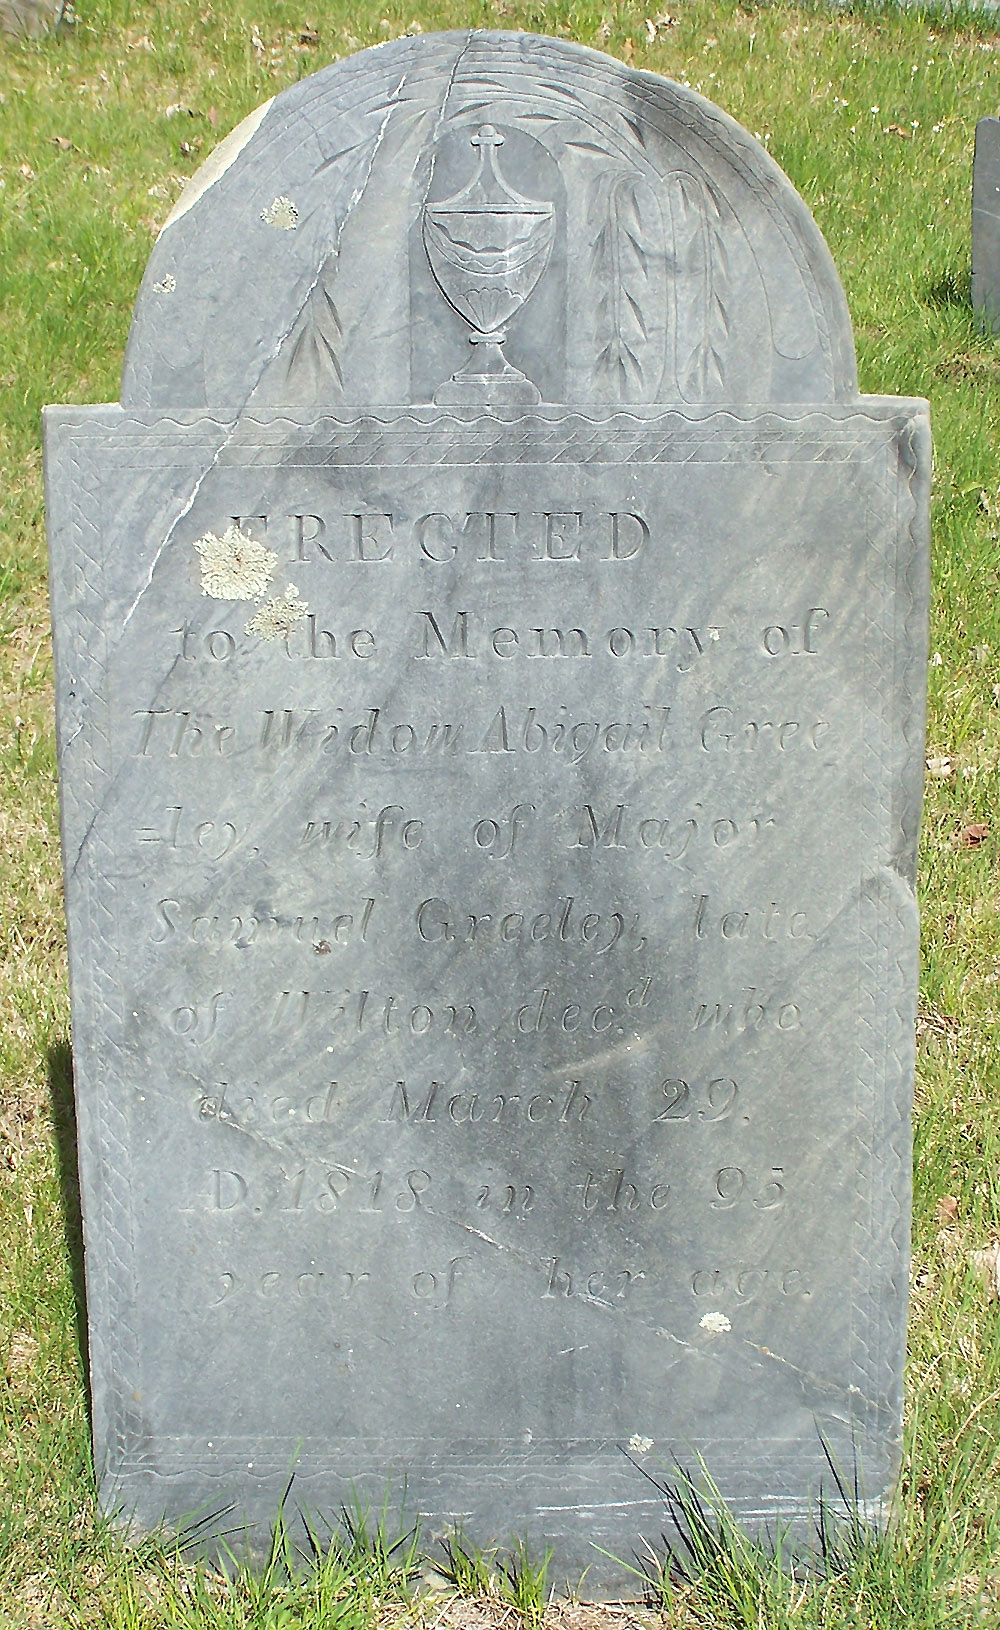 ERECTED
to the Memory of
The Widow Abigail Gree
=ley, wife of Major
Samuel Greeley, late
of Wilton dec.d who
died March 29.
AD. 1818. in the 95
year of her age.